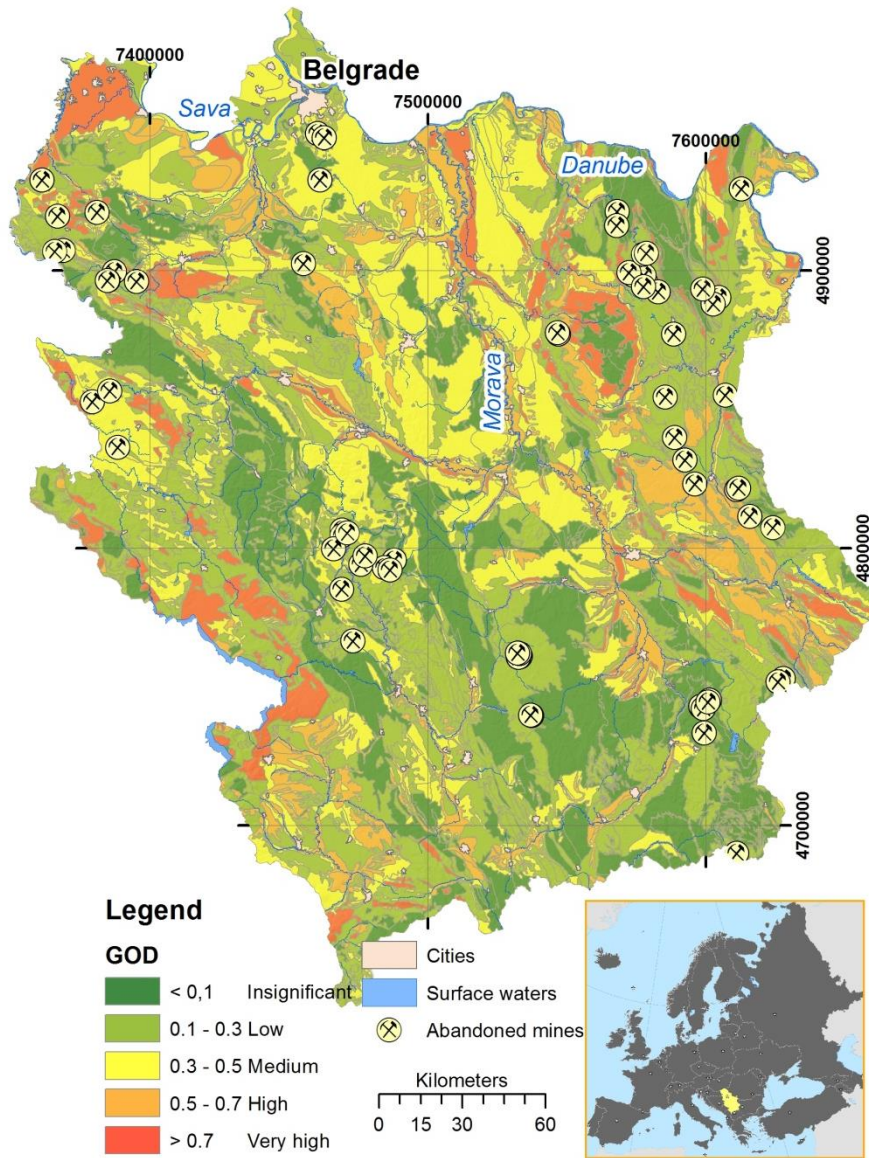 7400000
Belgrade
7500000
Sava
Danube
7600000
4900000
Morava
4800000
4700000
Legend
GOD
< 0,1 Insignificant
0.1 - 0.3 Low
0.3 - 0.5 Medium
0.5 - 0.7 High
> 0.7 Very high
Cities
Surface waters
Abandoned mines
Kilometers
0 30 60